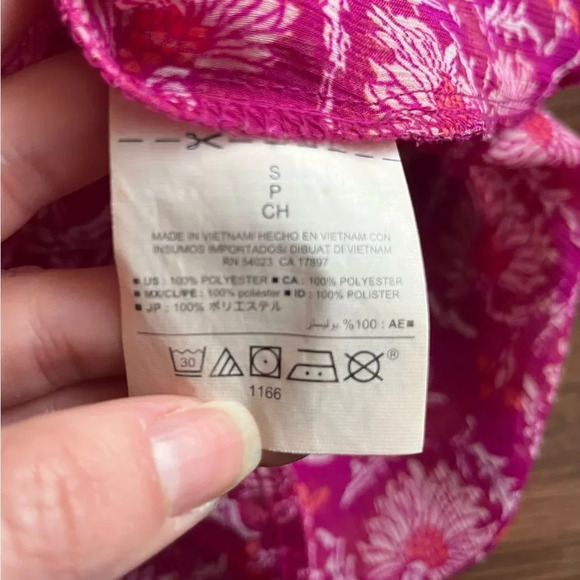 S
P
CH
MADE IN VIETNAM/ HECHO EN VIETNAM CON
INSUMOS IMPORTADOS/ DIBUAT DI VIETNAM
RN 54023 CA 17897
■ US : 100% POLYESTER ■ CA : 100% POLYESTER
■ MX/CL/PE : 100% poliéster ■ ID : 100% POLISTER
■ JP : 100% ポリエステル
■ AE : 100% بوليستر
30
®
1166